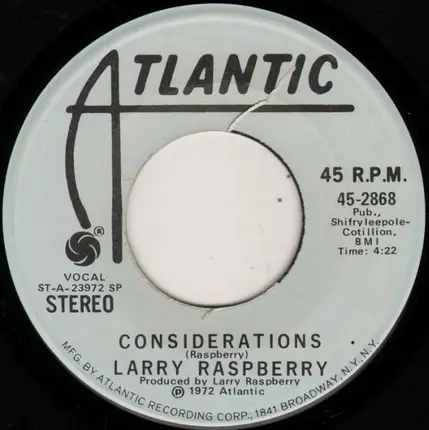 ATLANTIC
®
45 R.P.M.
45-2868
Pub.,
Shifryleepole-
Cotillion,
BMI
Time: 4:22
VOCAL
ST-A-23972 SP
STEREO
CONSIDERATIONS
(Raspberry)
LARRY RASPBERRY
Produced by Larry Raspberry
℗ 1972 Atlantic
MFG. BY ATLANTIC RECORDING CORP., 1841 BROADWAY, N.Y., N.Y.